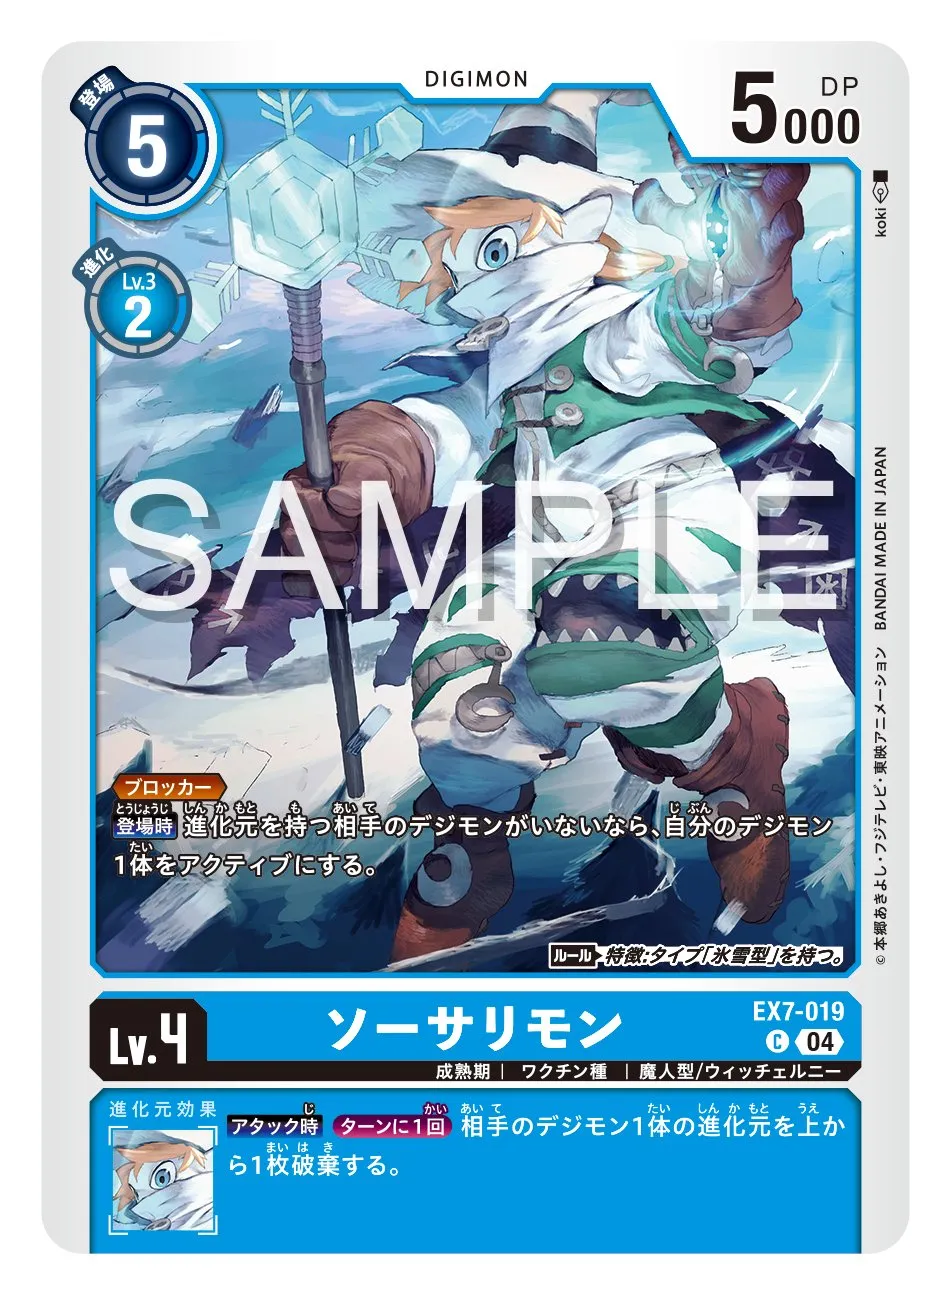 DIGIMON
登場
5
DP
5000
進化
Lv.3
2
koki
SAMPLE
BANDAI MADE IN JAPAN
©本郷あきよし・フジテレビ・東映アニメーション
ブロッカー
登場時 進化元を持つ相手のデジモンがいないなら、自分のデジモン
1体をアクティブにする。
ルール 特徴:タイプ「氷雪型」を持つ。
Lv.4
ソーサリモン
EX7-019
C 04
成熟期 | ワクチン種 | 魔人型/ウィッチェルニー
進化元効果
アタック時 ターンに1回 相手のデジモン1体の進化元を上か
ら1枚破棄する。